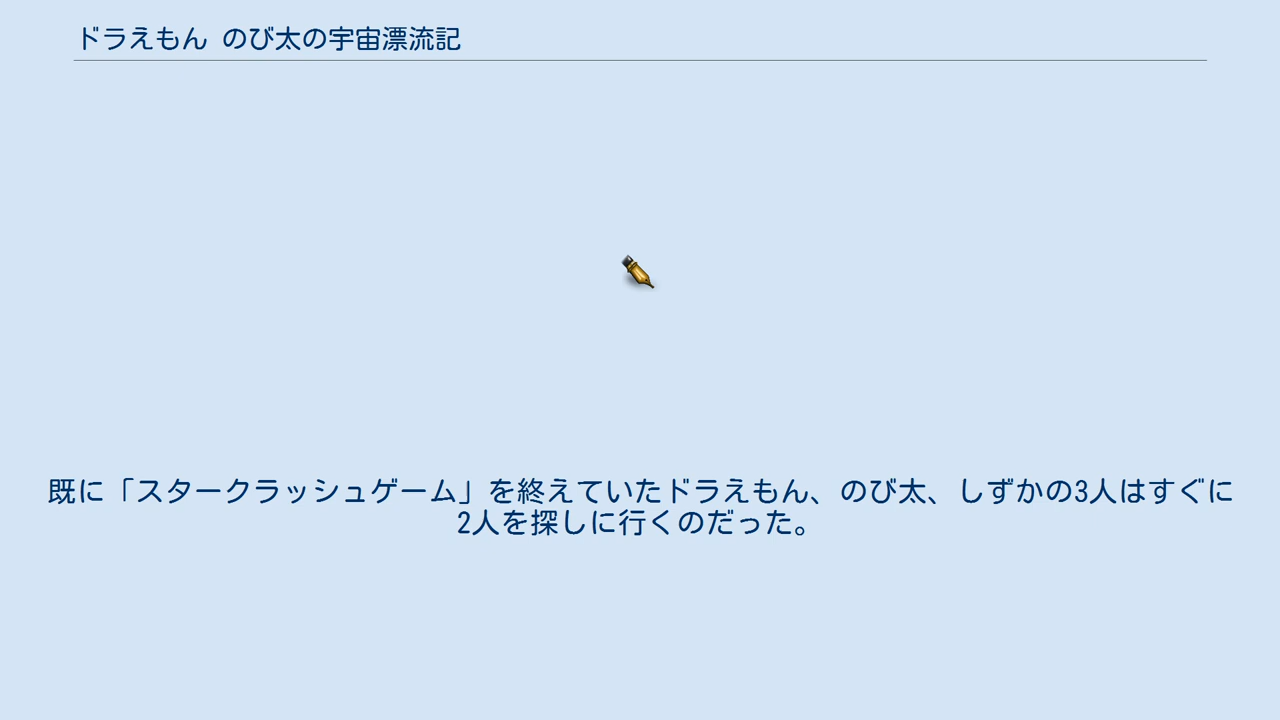 ドラえもん のび太の宇宙漂流記
既に「スタークラッシュゲーム」を終えていたドラえもん、のび太、しずかの3人はすぐに
2人を探しに行くのだった。